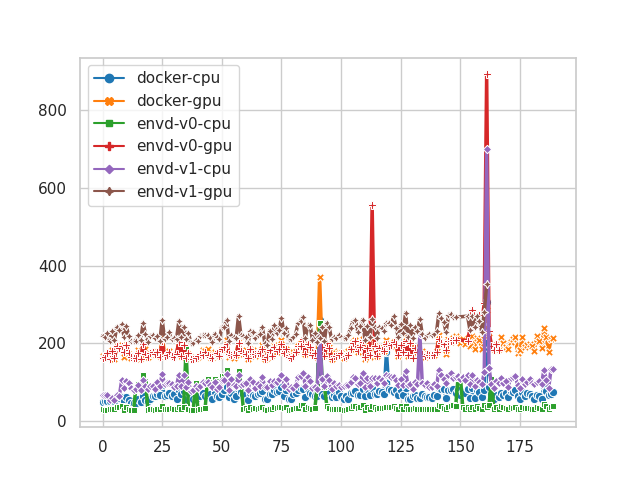 docker-cpu
docker-gpu
envd-v0-cpu
envd-v0-gpu
envd-v1-cpu
envd-v1-gpu
800
600
400
200
0
0 25 50 75 100 125 150 175